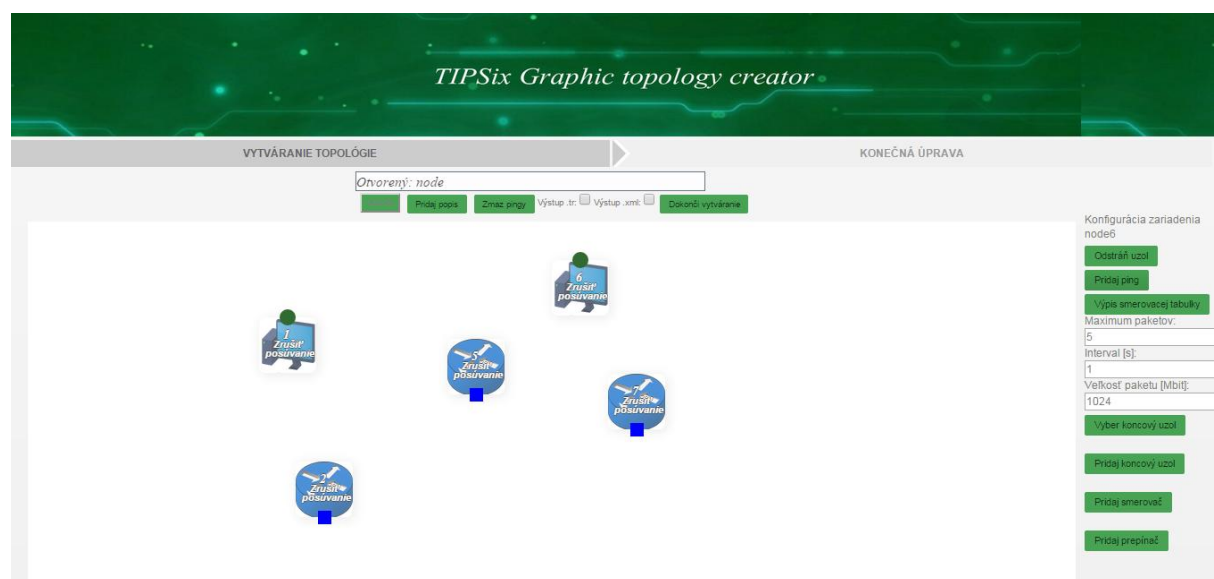 TIPSix Graphic topology creator
VYTVÁRANIE TOPOLÓGIE
KONEČNÁ ÚPRAVA
Otvorený: node
Pridaj popis Zmaz pingy Výstup .tr: Výstup .xml: Dokonči vytváranie
Konfigurácia zariadenia
node6
Odstráň uzol
Pridaj ping
Výpis smerovacej tabulky
Maximum paketov:
5
Interval [s]:
1
Veľkosť paketu [Mbit]:
1024
Vyber koncový uzol
Pridaj koncový uzol
Pridaj smerovač
Pridaj prepínač
6
Zrušiť
posúvanie
1
Zrušiť
posúvanie
5
Zrušiť
posúvanie
7
Zrušiť
posúvanie
2
Zrušiť
posúvanie